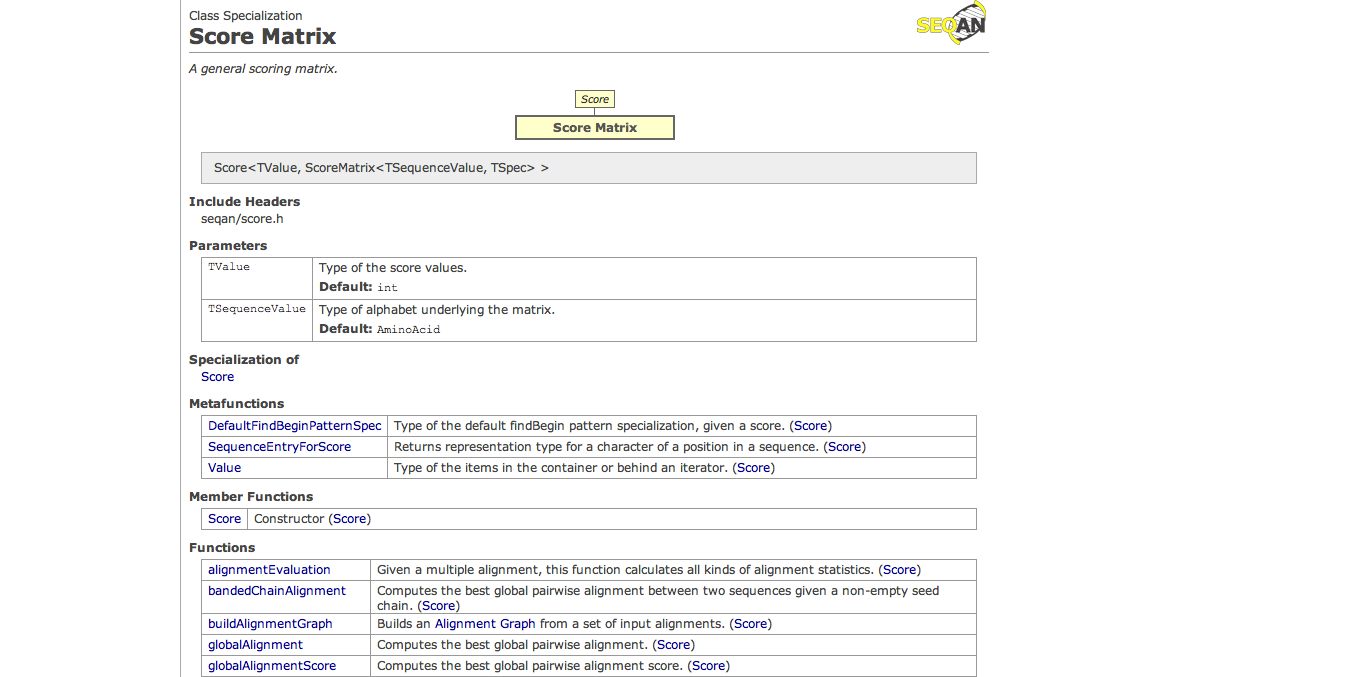 Class Specialization
Score Matrix
SEQAN
A general scoring matrix.
Score
Score Matrix
Score<TValue, ScoreMatrix<TSequenceValue, TSpec> >
Include Headers
seqan/score.h
Parameters
TValue Type of the score values.
Default: int
TSequenceValue Type of alphabet underlying the matrix.
Default: AminoAcid
Specialization of
Score
Metafunctions
DefaultFindBeginPatternSpec Type of the default findBegin pattern specialization, given a score. (Score)
SequenceEntryForScore Returns representation type for a character of a position in a sequence. (Score)
Value Type of the items in the container or behind an iterator. (Score)
Member Functions
Score Constructor (Score)
Functions
alignmentEvaluation Given a multiple alignment, this function calculates all kinds of alignment statistics. (Score)
bandedChainAlignment Computes the best global pairwise alignment between two sequences given a non-empty seed
chain. (Score)
buildAlignmentGraph Builds an Alignment Graph from a set of input alignments. (Score)
globalAlignment Computes the best global pairwise alignment. (Score)
globalAlignmentScore Computes the best global pairwise alignment score. (Score)